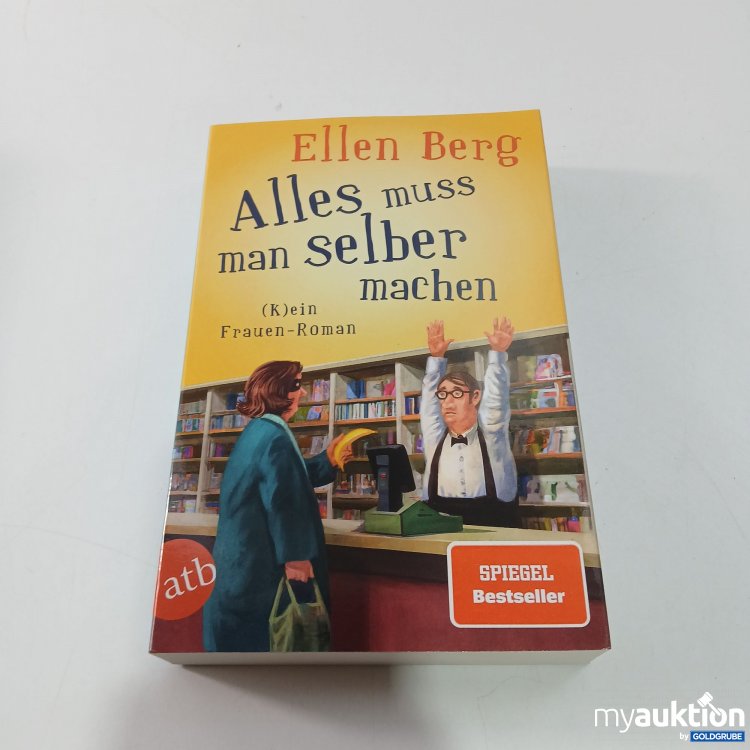 Ellen Berg
Alles muss
man selber
machen
(K)ein
Frauen-Roman
atb
SPIEGEL
Bestseller
myauktion
by GOLDGRUBE